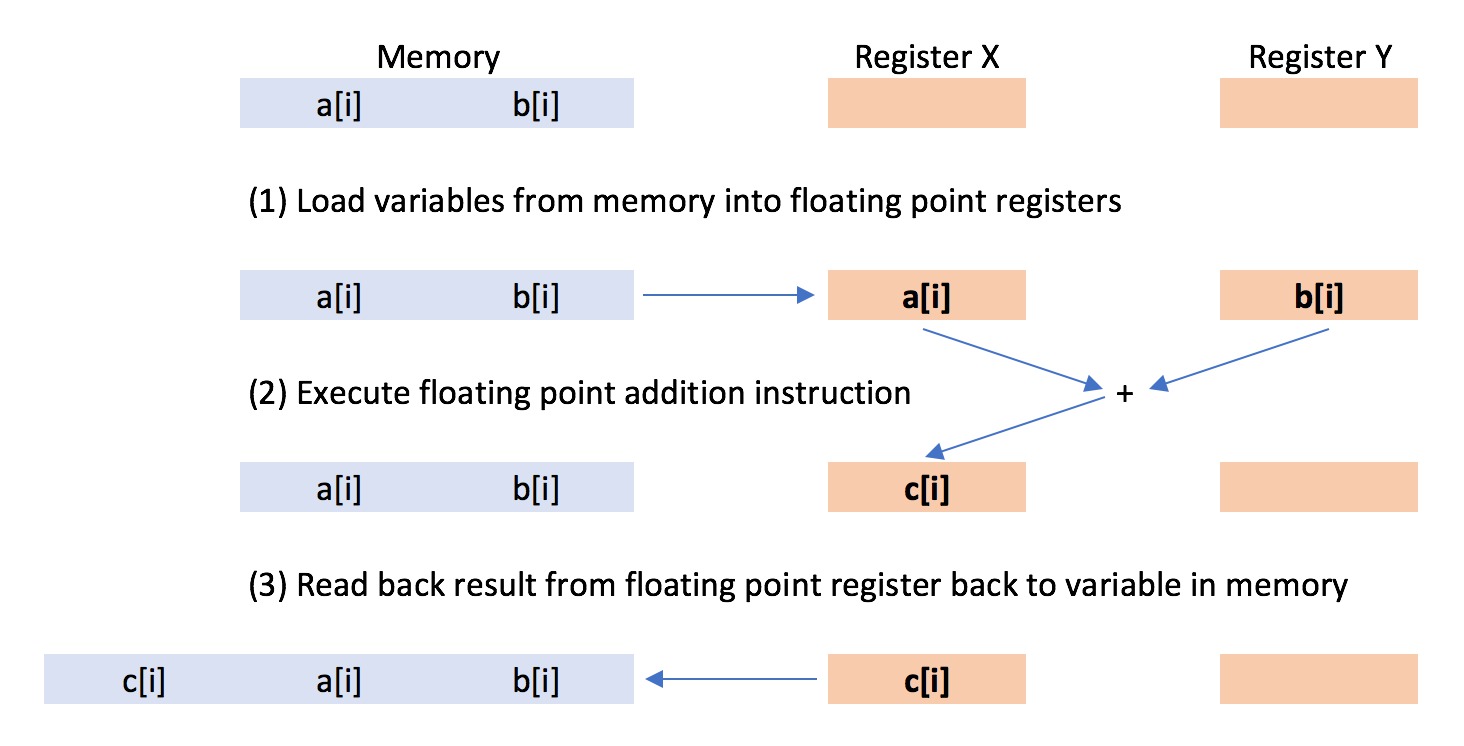 Memory Register X Register Y
a[i] b[i]
(1) Load variables from memory into floating point registers
a[i] b[i] a[i] b[i]
(2) Execute floating point addition instruction +
a[i] b[i] c[i]
(3) Read back result from floating point register back to variable in memory
c[i] a[i] b[i] c[i]